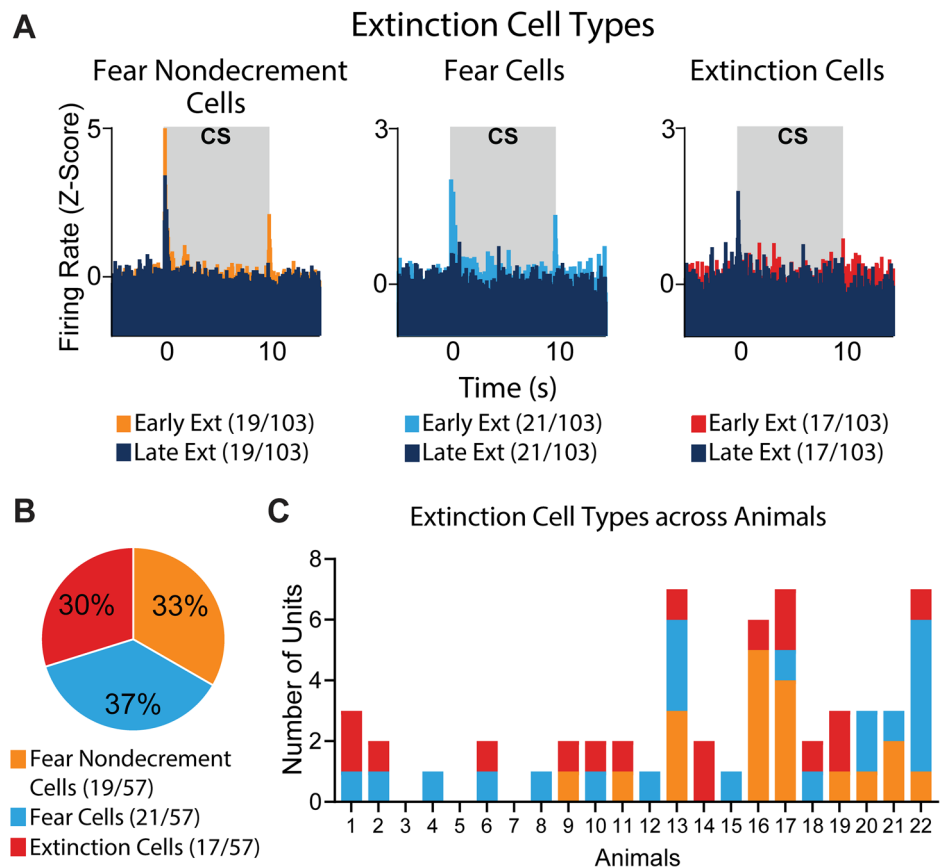 A
Extinction Cell Types
Fear Nondecrement
Cells
Fear Cells
Extinction Cells
Firing Rate (Z-Score)
5
0
CS
0
10
3
0
CS
0
10
3
0
CS
0
10
Time (s)
Early Ext (19/103)
Late Ext (19/103)
Early Ext (21/103)
Late Ext (21/103)
Early Ext (17/103)
Late Ext (17/103)
B
30%
33%
37%
Fear Nondecrement
Cells (19/57)
Fear Cells (21/57)
Extinction Cells (17/57)
C
Extinction Cell Types across Animals
Number of Units
8
6
4
2
0
1 2 3 4 5 6 7 8 9 10 11 12 13 14 15 16 17 18 19 20 21 22
Animals